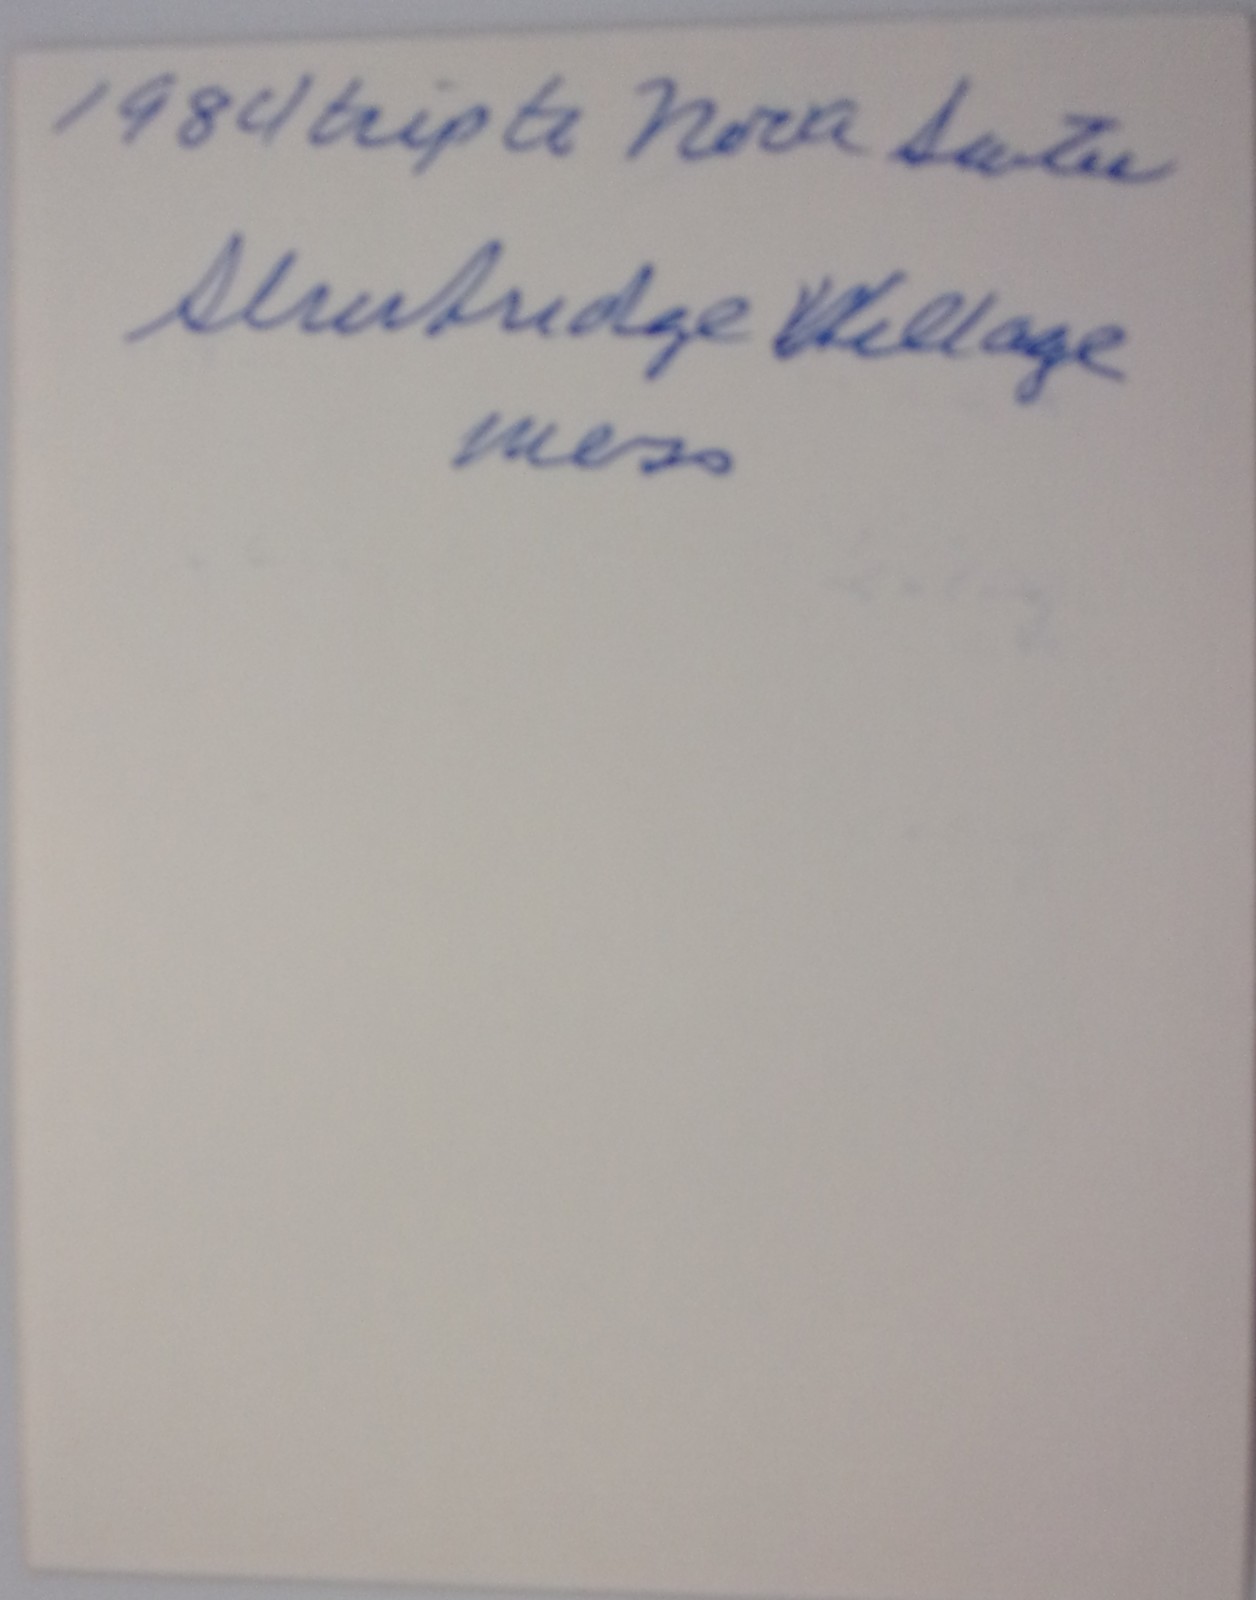 1984 trip to Nova Scotia
Sturbridge Village
Mass